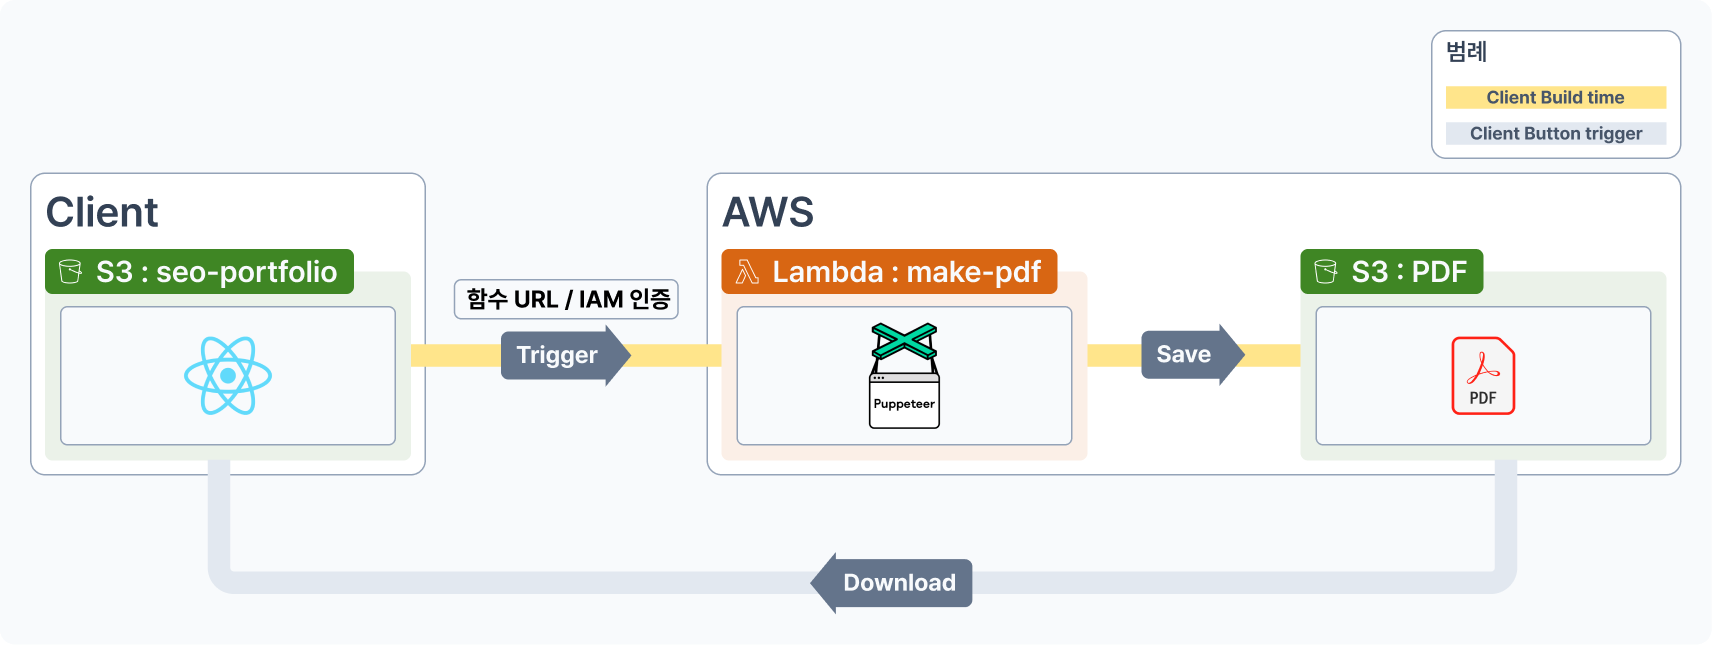 범례
Client Build time
Client Button trigger
Client
S3 : seo-portfolio
함수 URL / IAM 인증
Trigger
AWS
Lambda : make-pdf
Puppeteer
Save
S3 : PDF
PDF
Download